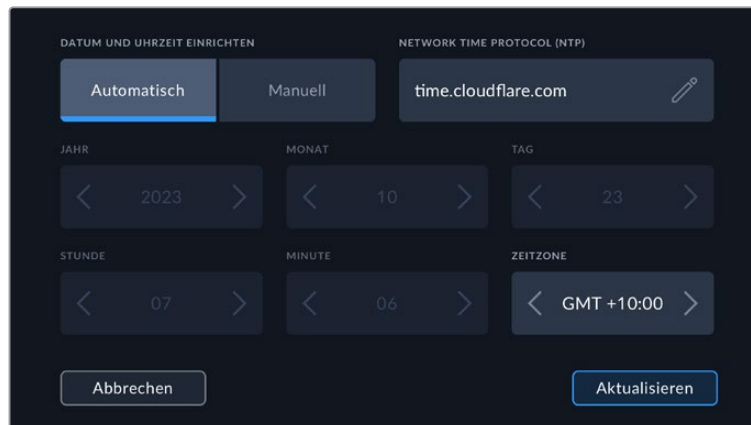 DATUM UND UHRZEIT EINRICHTEN
NETWORK TIME PROTOCOL (NTP)
Automatisch
Manuell
time.cloudflare.com
JAHR
MONAT
TAG
2023
10
23
STUNDE
MINUTE
ZEITZONE
07
06
GMT +10:00
Abbrechen
Aktualisieren